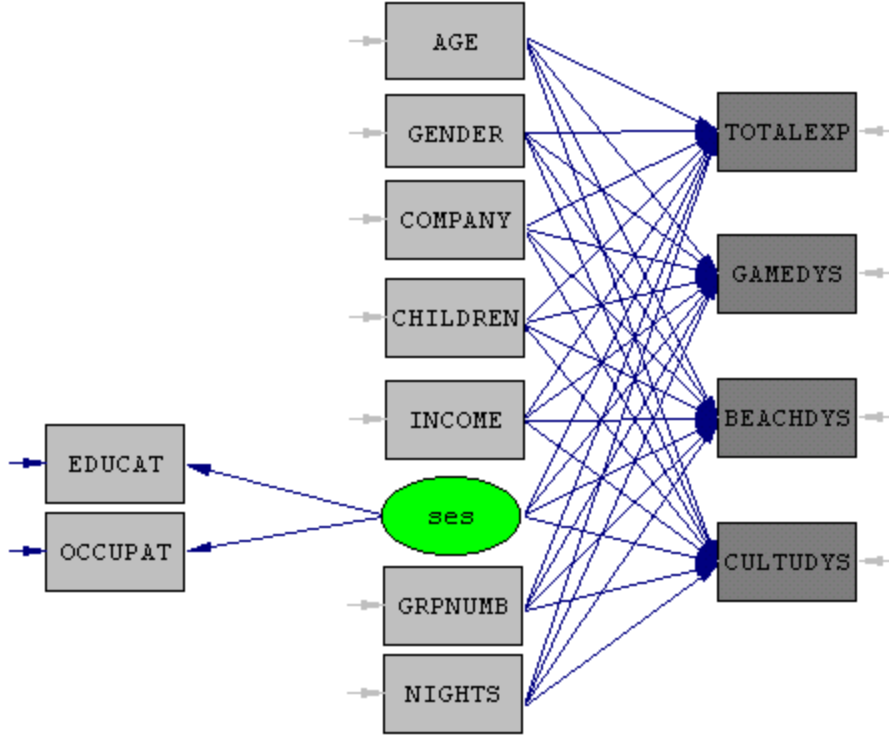 AGE
GENDER
COMPANY
CHILDREN
INCOME
EDUCAT
OCCUPAT
ses
GRPNUMB
NIGHTS
TOTALEXP
GAMEDYS
BEACHDYS
CULTUDYS